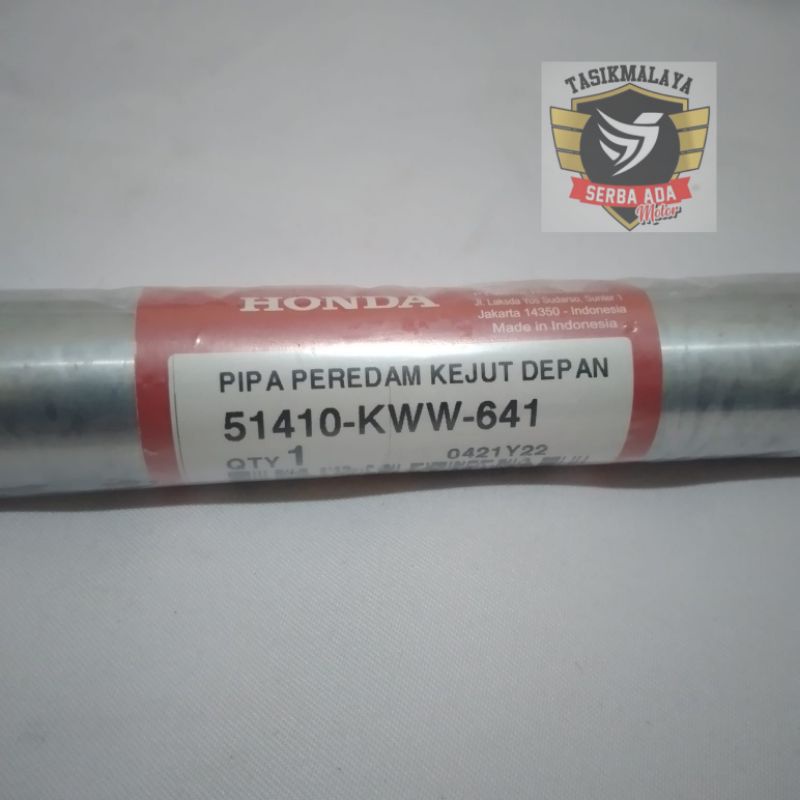 TASIKMALAYA
SERBA ADA
Motor
HONDA
Jl. Laksda Yos Sudarso, Sunter 1
Jakarta 14350 - Indonesia
Made in Indonesia
PIPA PEREDAM KEJUT DEPAN
51410-KWW-641
QTY 1 0421Y22